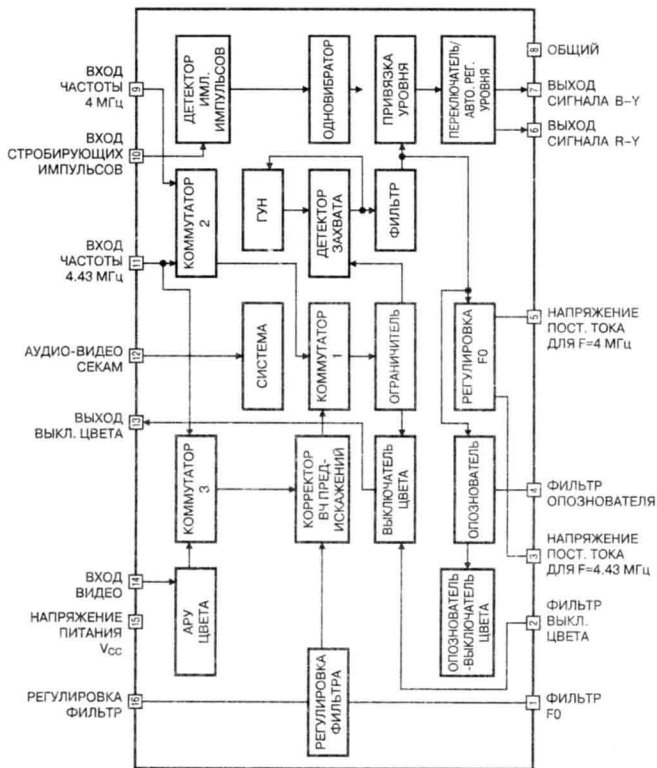 ВХОД
ЧАСТОТЫ
4 МГц
9
ВХОД
СТРОБИРУЮЩИХ
ИМПУЛЬСОВ
10
ВХОД
ЧАСТОТЫ
4.43 МГц
11
АУДИО-ВИДЕО
СЕКАМ
12
ВЫХОД
ВЫКЛ. ЦВЕТА
13
ВХОД
ВИДЕО
14
НАПРЯЖЕНИЕ
ПИТАНИЯ
VCC
15
РЕГУЛИРОВКА
ФИЛЬТР
16
ДЕТЕКТОР
ИМЛ.
ИМПУЛЬСОВ
ОДНОВИБРАТОР
ПРИВЯЗКА
УРОВНЯ
ПЕРЕКЛЮЧАТЕЛЬ/
АВТО. РЕГ.
УРОВНЯ
КОММУТАТОР
2
ГУН
ДЕТЕКТОР
ЗАХВАТА
ФИЛЬТР
СИСТЕМА
КОММУТАТОР
1
ОГРАНИЧИТЕЛЬ
РЕГУЛИРОВКА
F0
КОММУТАТОР
3
КОРРЕКТОР
ВЧ ПРЕД-
ИСКАЖЕНИЙ
ВЫКЛЮЧАТЕЛЬ
ЦВЕТА
ОПОЗНОВАТЕЛЬ
АРУ
ЦВЕТА
ОПОЗНОВАТЕЛЬ
-ВЫКЛЮЧАТЕЛЬ
ЦВЕТА
РЕГУЛИРОВКА
ФИЛЬТРА
8
ОБЩИЙ
7
ВЫХОД
СИГНАЛА B-Y
6
ВЫХОД
СИГНАЛА R-Y
5
НАПРЯЖЕНИЕ
ПОСТ. ТОКА
ДЛЯ F=4 МГц
4
ФИЛЬТР
ОПОЗНОВАТЕЛЯ
3
НАПРЯЖЕНИЕ
ПОСТ. ТОКА
ДЛЯ F=4.43 МГц
2
ФИЛЬТР
ВЫКЛ.
ЦВЕТА
1
ФИЛЬТР
F0